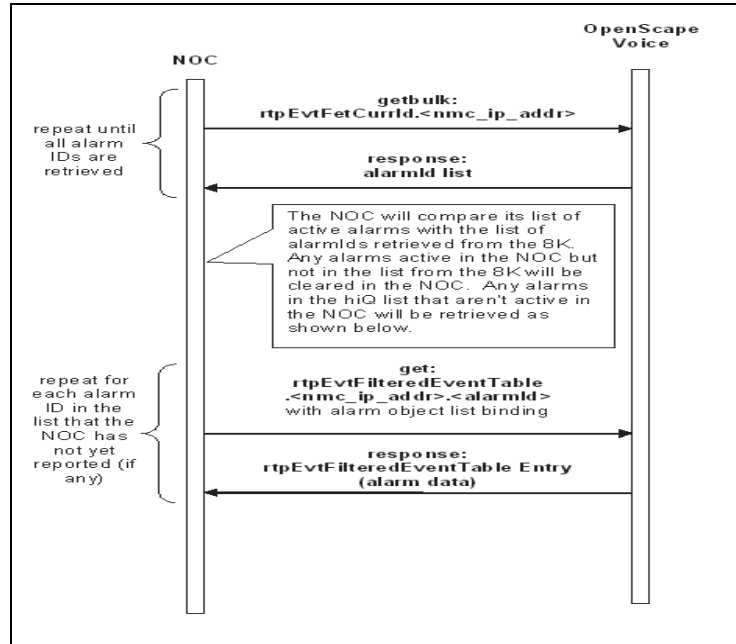 OpenScape
Voice
NOC
getbulk:
rtpEvtFetCurrId.<nmc_ip_addr>
repeat until
all alarm
IDs are
retrieved
response:
alarmId list
The NOC will compare its list of
active alarms with the list of
alarmIds retrieved from the 8K.
Any alarms active in the NOC but
not in the list from the 8K will be
cleared in the NOC. Any alarms
in the hiQ list that aren't active in
the NOC will be retrieved as
shown below.
repeat for
each alarm
ID in the
list that the
NOC has
not yet
reported (if
any)
get:
rtpEvtFilteredEventTable
.<nmc_ip_addr>.<alarmId>
with alarm object list binding
response:
rtpEvtFilteredEventTable Entry
(alarm data)